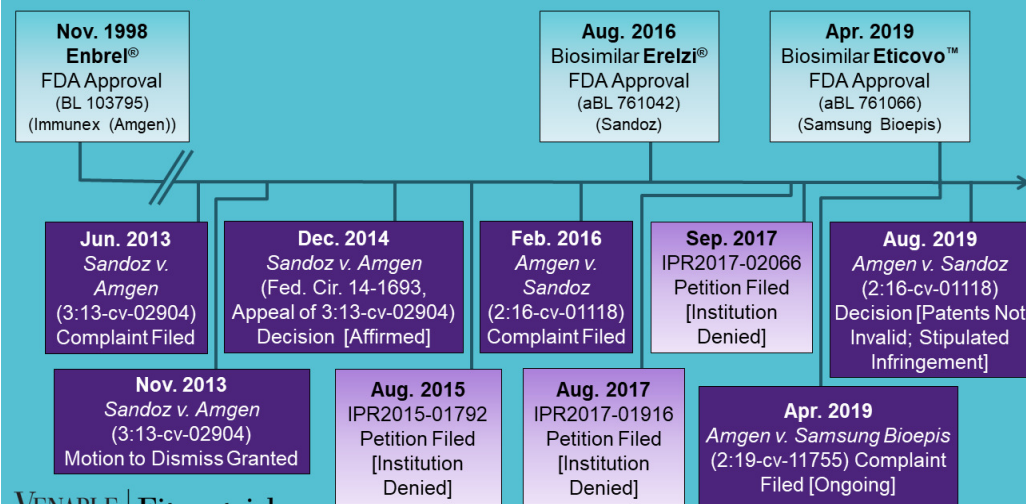 Nov. 1998
Enbrel®
FDA Approval
(BL 103795)
(Immunex (Amgen))
Aug. 2016
Biosimilar Erelzi®
FDA Approval
(aBL 761042)
(Sandoz)
Apr. 2019
Biosimilar Eticovo™
FDA Approval
(aBL 761066)
(Samsung Bioepis)
Jun. 2013
Sandoz v.
Amgen
(3:13-cv-02904)
Complaint Filed
Nov. 2013
Sandoz v. Amgen
(3:13-cv-02904)
Motion to Dismiss Granted
Dec. 2014
Sandoz v. Amgen
(Fed. Cir. 14-1693,
Appeal of 3:13-cv-02904)
Decision [Affirmed]
Aug. 2015
IPR2015-01792
Petition Filed
[Institution
Denied]
Feb. 2016
Amgen v.
Sandoz
(2:16-cv-01118)
Complaint Filed
Aug. 2017
IPR2017-01916
Petition Filed
[Institution
Denied]
Sep. 2017
IPR2017-02066
Petition Filed
[Institution
Denied]
Apr. 2019
Amgen v. Samsung Bioepis
(2:19-cv-11755) Complaint
Filed [Ongoing]
Aug. 2019
Amgen v. Sandoz
(2:16-cv-01118)
Decision [Patents Not
Invalid; Stipulated
Infringement]